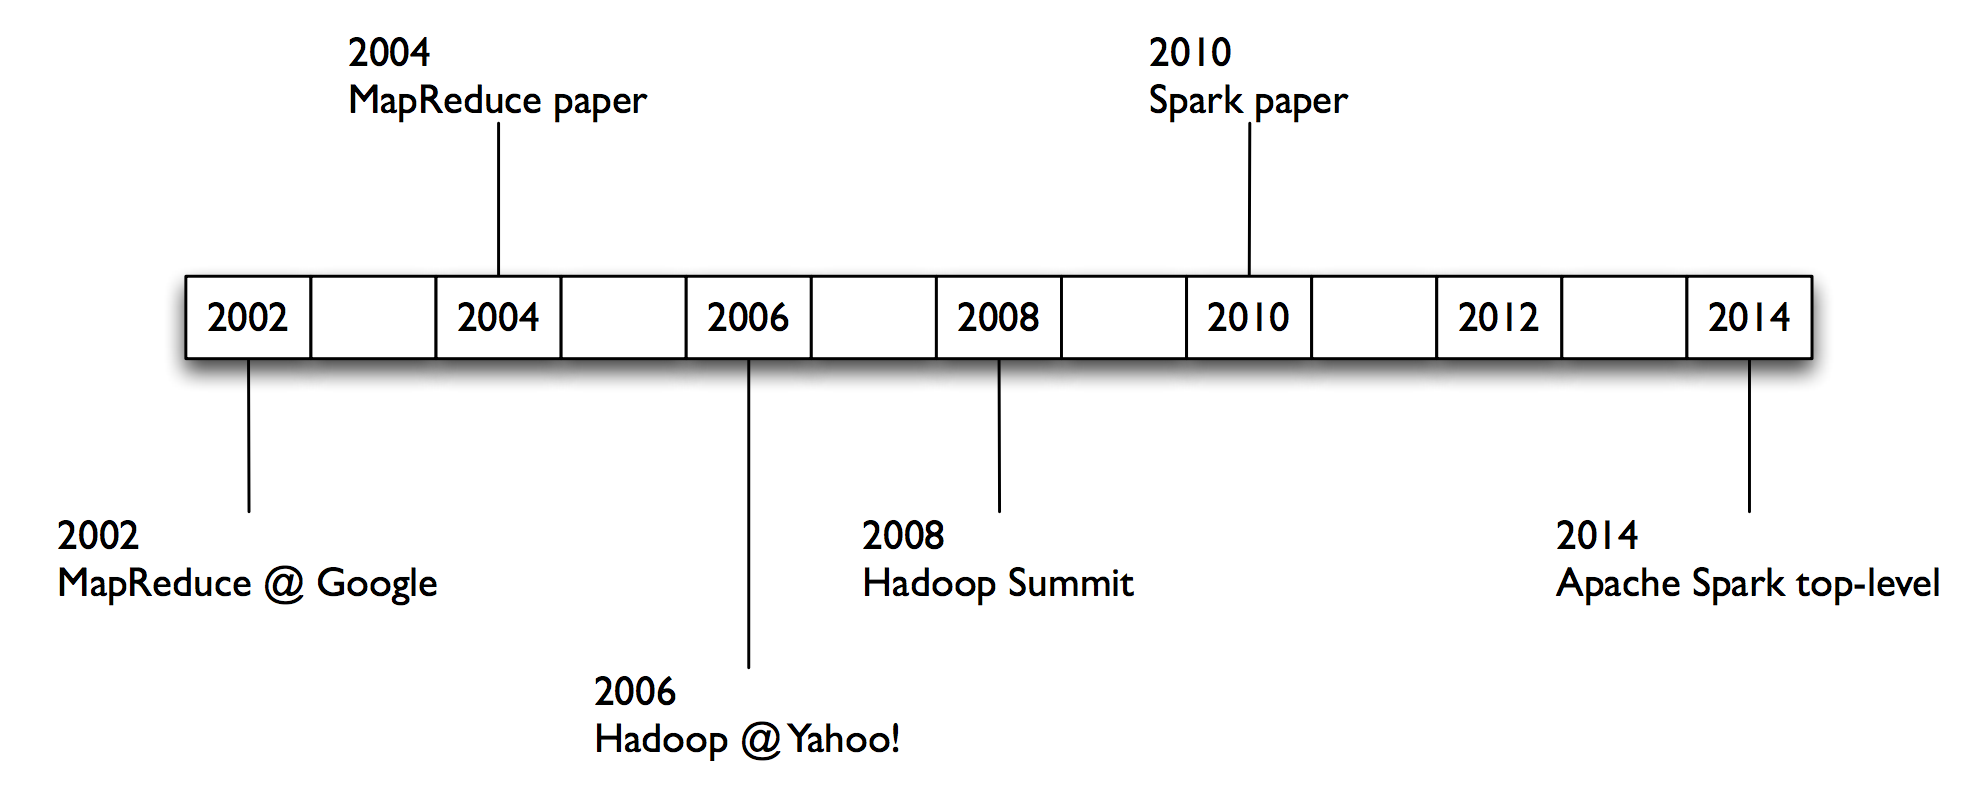 2004
MapReduce paper
2010
Spark paper
2002 2004 2006 2008 2010 2012 2014
2002
MapReduce @ Google
2008
Hadoop Summit
2014
Apache Spark top-level
2006
Hadoop @ Yahoo!